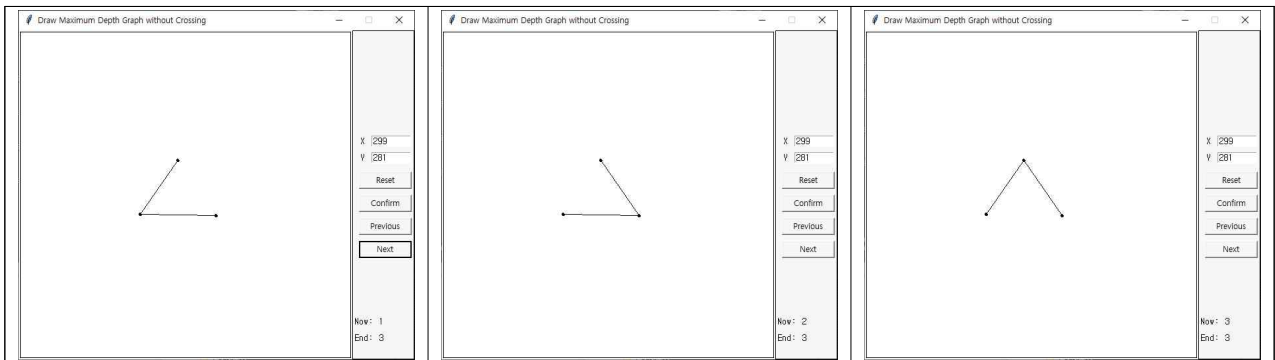 Draw Maximum Depth Graph without Crossing
X 299
Y 281
Reset
Confirm
Previous
Next
Now: 1
End: 3
Draw Maximum Depth Graph without Crossing
X 299
Y 281
Reset
Confirm
Previous
Next
Now: 2
End: 3
Draw Maximum Depth Graph without Crossing
X 299
Y 281
Reset
Confirm
Previous
Next
Now: 3
End: 3